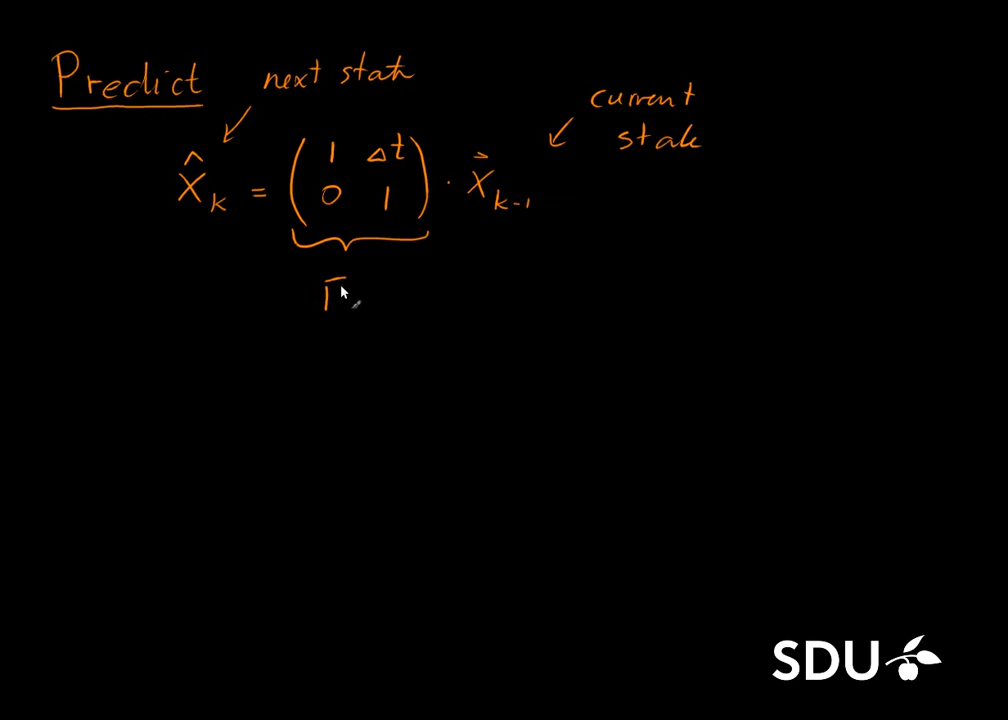 Predict
next state
current
state
X̂ₖ = ( 1 Δt ; 0 1 ) · x⃗ₖ₋₁
SDU